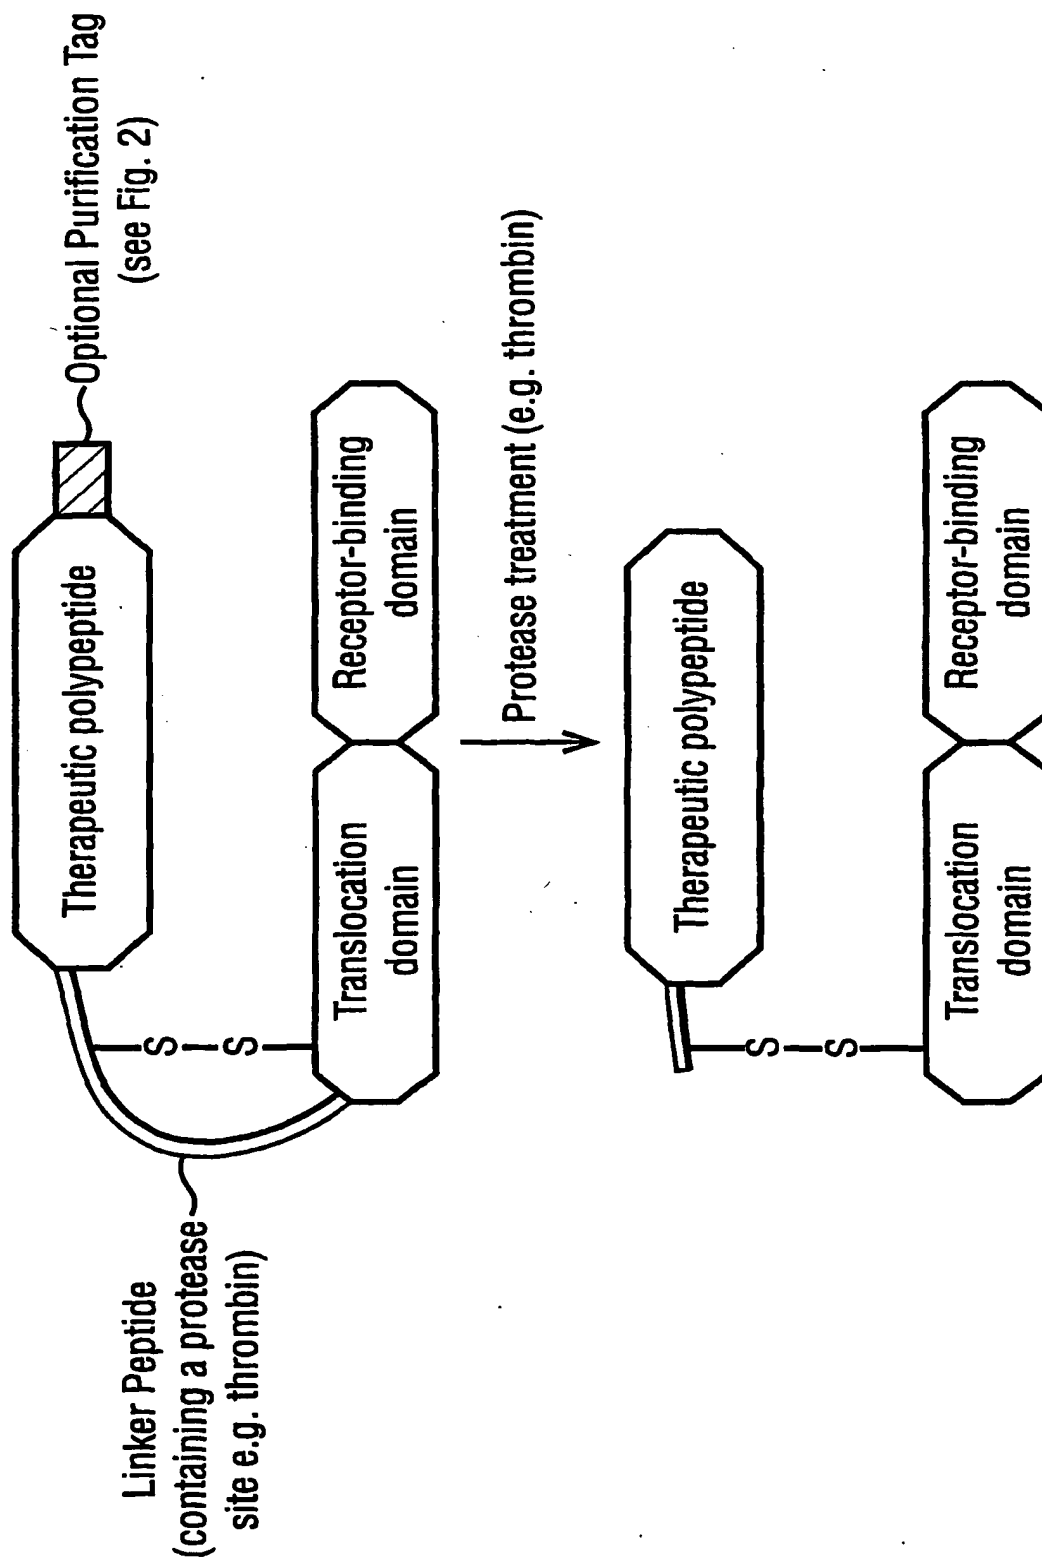 Optional Purification Tag
(see Fig. 2)
Therapeutic polypeptide
S
S
Linker Peptide
(containing a protease
site e.g. thrombin)
Translocation
domain
Receptor-binding
domain
Protease treatment (e.g. thrombin)
Therapeutic polypeptide
S
S
Translocation
domain
Receptor-binding
domain